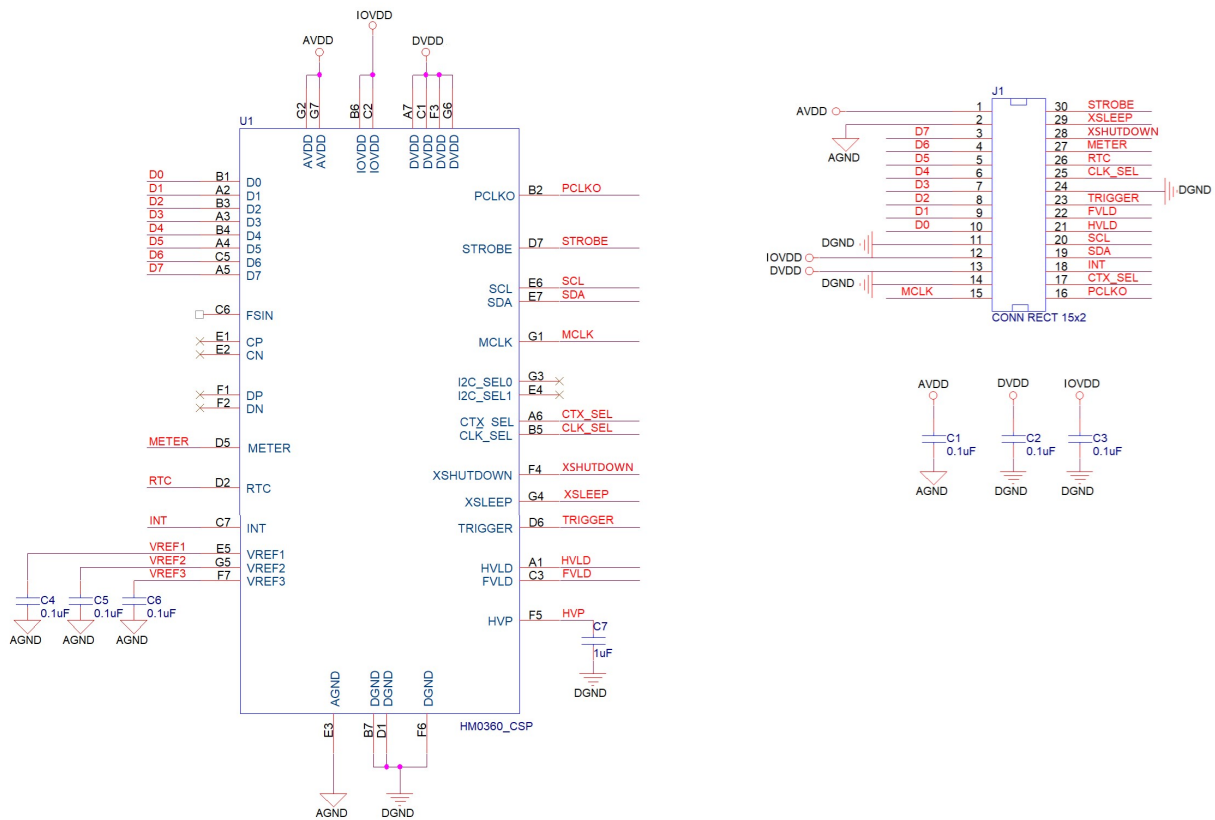 IOVDD
AVDD
DVDD
G2
G7
B6
C2
A7
C1
F3
G6
U1
AVDD
AVDD
IOVDD
IOVDD
DVDD
DVDD
DVDD
DVDD
D0 B1 D0
D1 A2 D1
D2 B3 D2
D3 A3 D3
D4 B4 D4
D5 A4 D5
D6 C5 D6
D7 A5 D7
C6 FSIN
E1 CP
E2 CN
F1 DP
F2 DN
METER D5 METER
RTC D2 RTC
INT C7 INT
VREF1 E5 VREF1
VREF2 G5 VREF2
VREF3 F7 VREF3
C4
0.1uF
AGND
C5
0.1uF
AGND
C6
0.1uF
AGND
PCLKO B2 PCLKO
STROBE D7 STROBE
SCL E6 SCL
SDA E7 SDA
MCLK G1 MCLK
I2C_SEL0 G3
I2C_SEL1 E4
CTX_SEL A6 CTX_SEL
CLK_SEL B5 CLK_SEL
XSHUTDOWN F4 XSHUTDOWN
XSLEEP G4 XSLEEP
TRIGGER D6 TRIGGER
HVLD A1 HVLD
FVLD C3 FVLD
HVP F5 HVP
C7
1uF
DGND
AGND
DGND
DGND
DGND
E3
B7
D1
F6
HM0360_CSP
AGND
DGND
J1
AVDD 1 30 STROBE
2 29 XSLEEP
AGND
D7 3 28 XSHUTDOWN
D6 4 27 METER
D5 5 26 RTC
D4 6 25 CLK_SEL
D3 7 24 DGND
D2 8 23 TRIGGER
D1 9 22 FVLD
D0 10 21 HVLD
DGND 11 20 SCL
IOVDD 12 19 SDA
DVDD 13 18 INT
DGND 14 17 CTX_SEL
MCLK 15 16 PCLKO
CONN RECT 15x2
AVDD
C1
0.1uF
AGND
DVDD
C2
0.1uF
DGND
IOVDD
C3
0.1uF
DGND